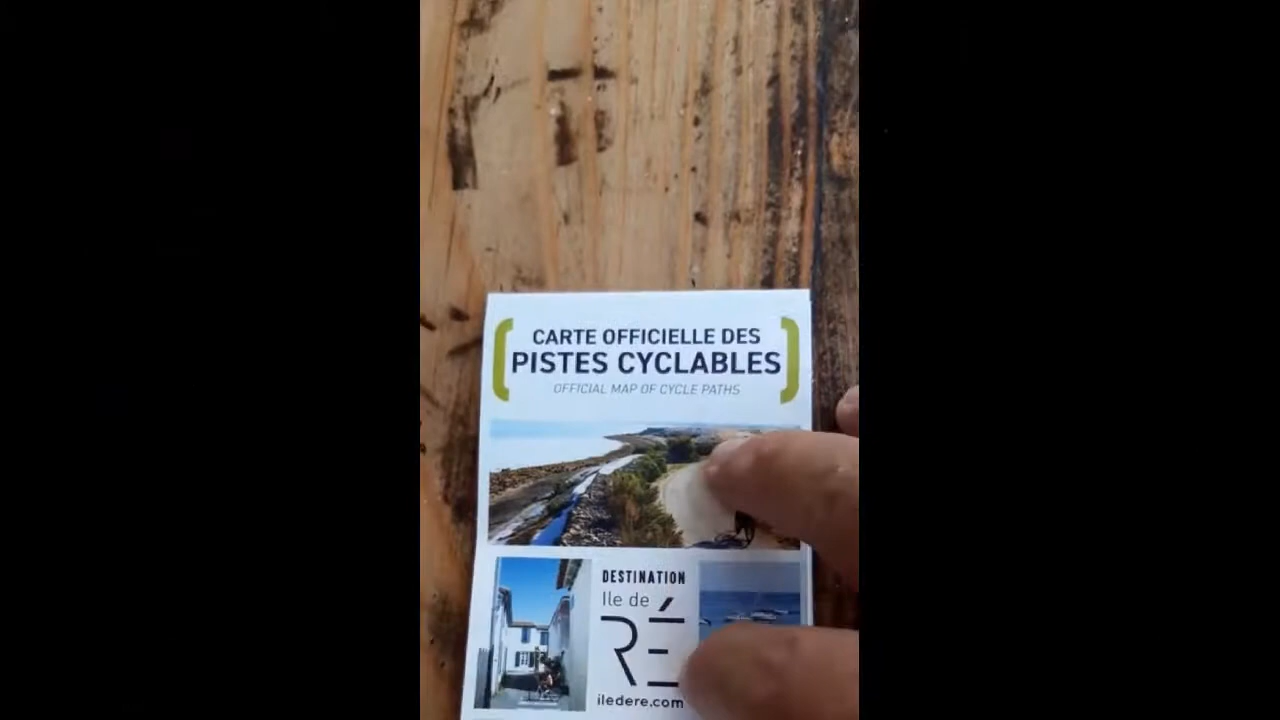 CARTE OFFICIELLE DES
PISTES CYCLABLES
OFFICIAL MAP OF CYCLE PATHS
DESTINATION
Ile de
RÉ
iledere.com